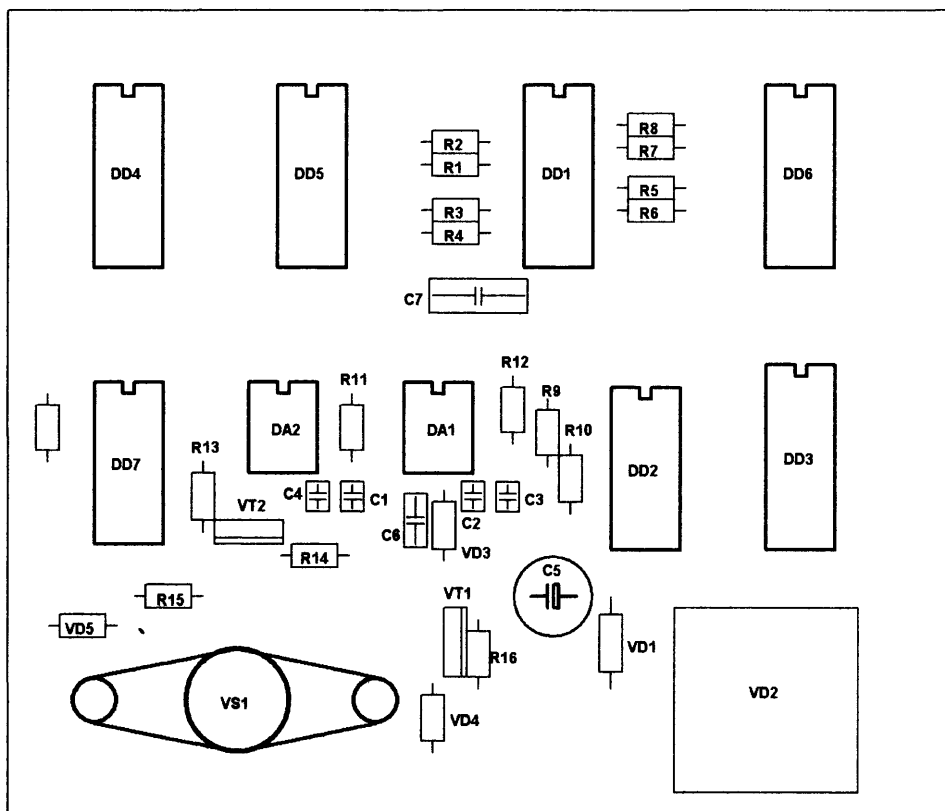 R8
R2
R7
R1
DD4
DD5
DD1
DD6
R5
R3
R6
R4
C7
R12
R11
R9
R10
R13
DA2
DA1
DD7
DD2
DD3
C4
C1
C3
VT2
C2
C6
R14
VD3
C5
R15
VT1
VD5
VD1
R16
VS1
VD2
VD4